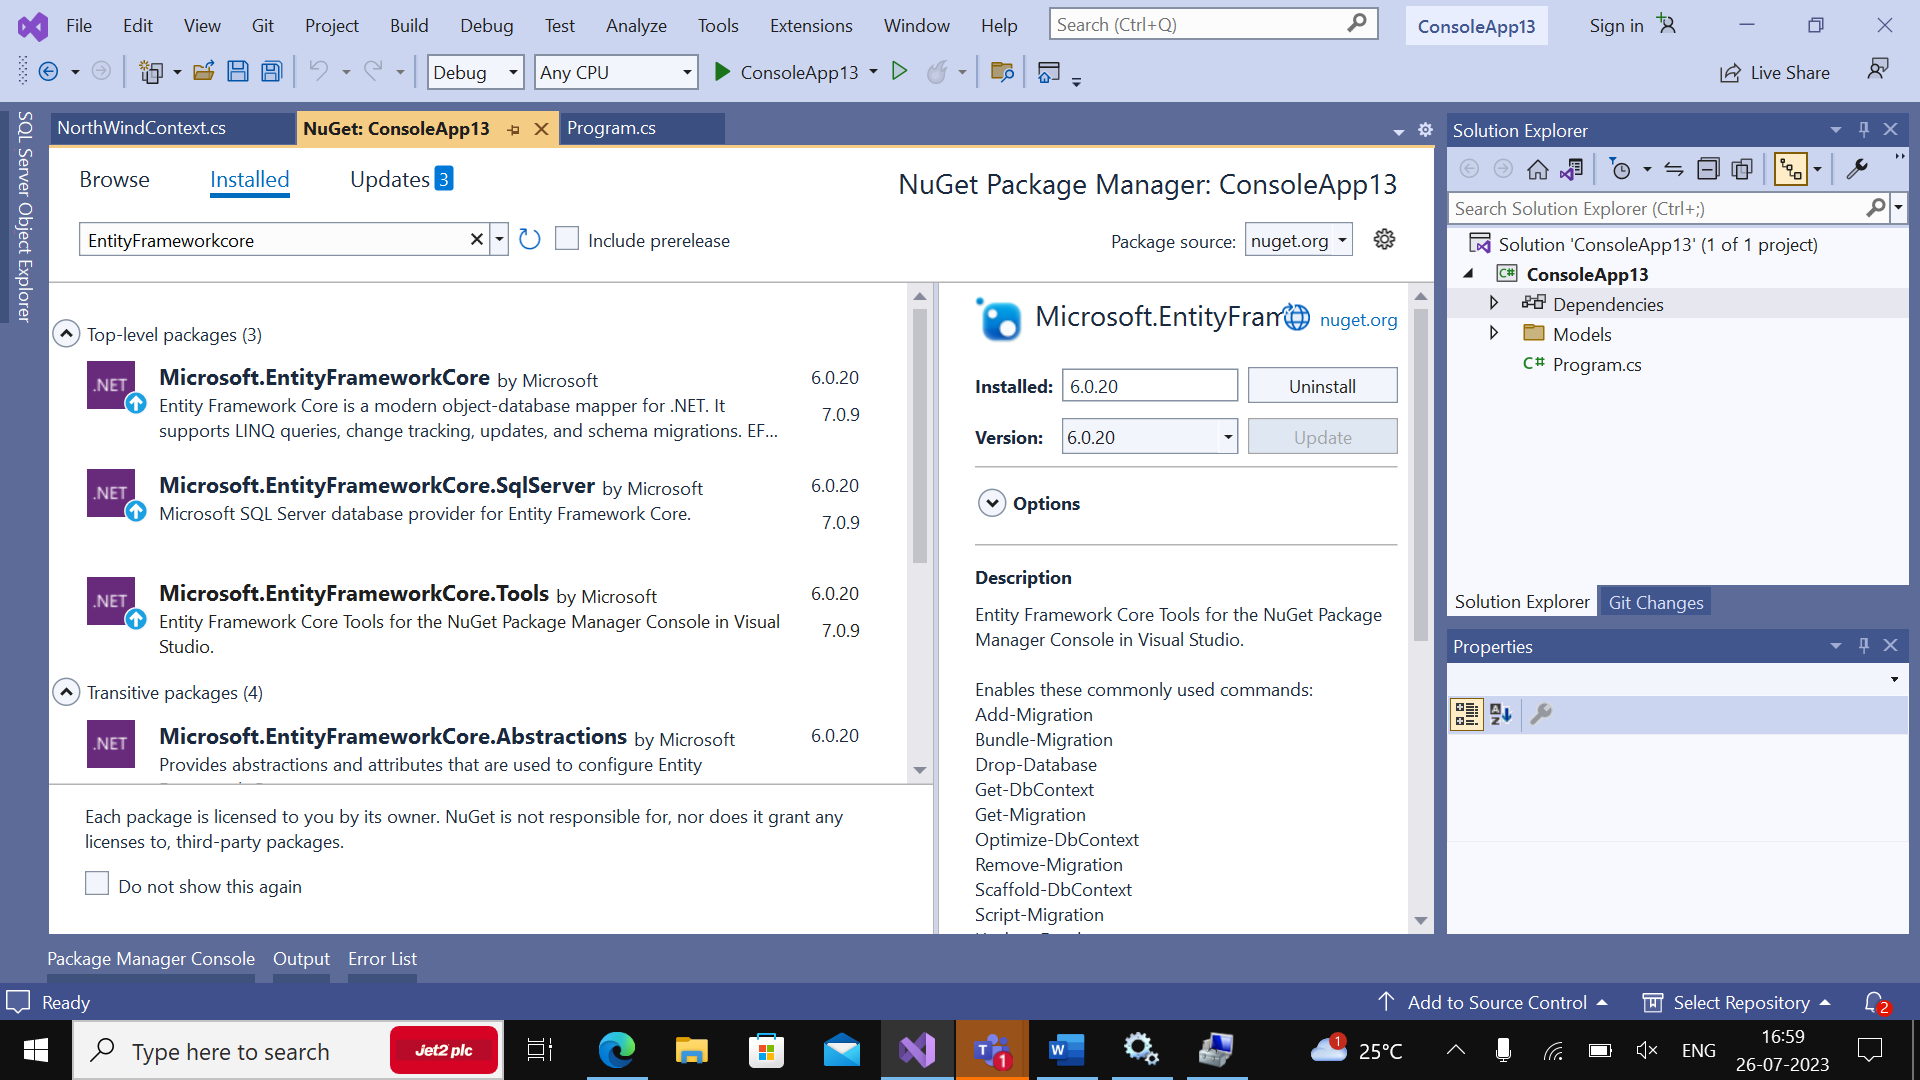 File Edit View Git Project Build Debug Test Analyze Tools Extensions Window Help Search (Ctrl+Q) ConsoleApp13 Sign in
Debug Any CPU ConsoleApp13 Live Share
SQL Server Object Explorer
NorthWindContext.cs NuGet: ConsoleApp13 Program.cs
Browse Installed Updates 3 NuGet Package Manager: ConsoleApp13
EntityFrameworkcore Include prerelease Package source: nuget.org
Top-level packages (3)
.NET Microsoft.EntityFrameworkCore by Microsoft 6.0.20
Entity Framework Core is a modern object-database mapper for .NET. It 7.0.9
supports LINQ queries, change tracking, updates, and schema migrations. EF...
.NET Microsoft.EntityFrameworkCore.SqlServer by Microsoft 6.0.20
Microsoft SQL Server database provider for Entity Framework Core. 7.0.9
.NET Microsoft.EntityFrameworkCore.Tools by Microsoft 6.0.20
Entity Framework Core Tools for the NuGet Package Manager Console in Visual 7.0.9
Studio.
Transitive packages (4)
.NET Microsoft.EntityFrameworkCore.Abstractions by Microsoft 6.0.20
Provides abstractions and attributes that are used to configure Entity
Each package is licensed to you by its owner. NuGet is not responsible for, nor does it grant any
licenses to, third-party packages.
Do not show this again
Microsoft.EntityFram nuget.org
Installed: 6.0.20 Uninstall
Version: 6.0.20 Update
Options
Description
Entity Framework Core Tools for the NuGet Package
Manager Console in Visual Studio.
Enables these commonly used commands:
Add-Migration
Bundle-Migration
Drop-Database
Get-DbContext
Get-Migration
Optimize-DbContext
Remove-Migration
Scaffold-DbContext
Script-Migration
Solution Explorer
Search Solution Explorer (Ctrl+;)
Solution 'ConsoleApp13' (1 of 1 project)
C# ConsoleApp13
Dependencies
Models
C# Program.cs
Solution Explorer Git Changes
Properties
Package Manager Console Output Error List
Ready Add to Source Control Select Repository 2
Type here to search Jet2 plc 1 1 25°C ENG 16:59
26-07-2023